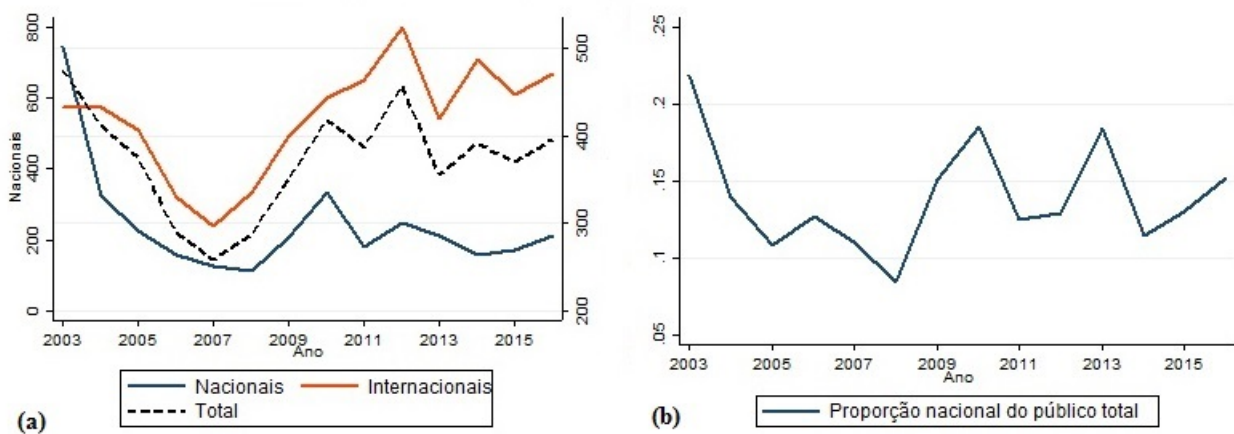 800
600
400
200
0
Nacionais
500
400
300
200
2003 2005 2007 2009 2011 2013 2015
Ano
Nacionais Internacionais
Total
(a)
.25
.2
.15
.1
.05
2003 2005 2007 2009 2011 2013 2015
Ano
Proporção nacional do público total
(b)